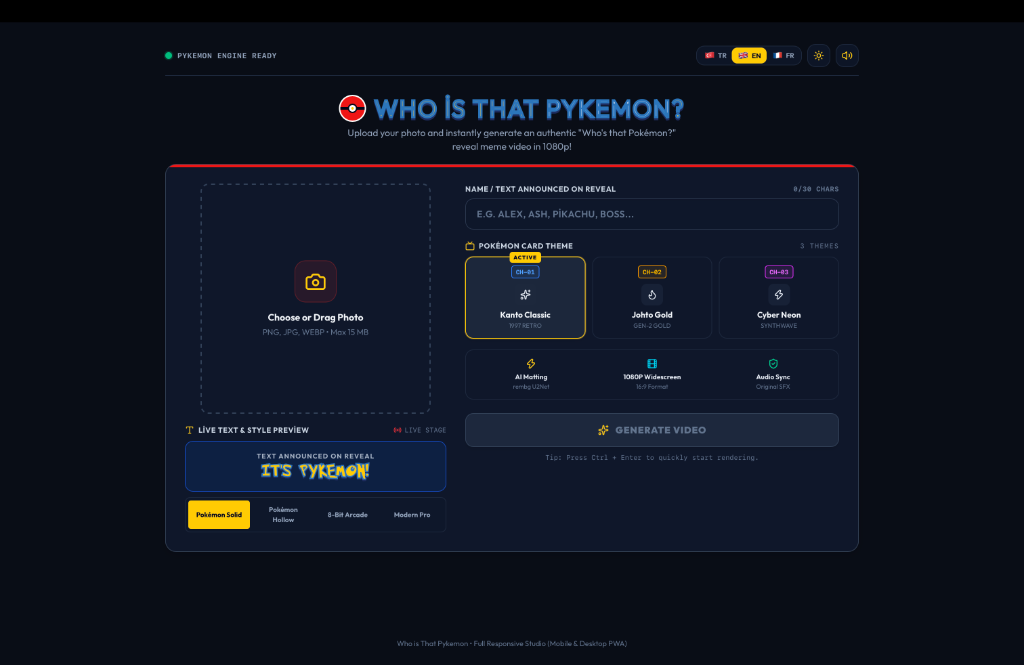 PYKEMON ENGINE READY
TR
EN
FR
WHO İS THAT PYKEMON?
Upload your photo and instantly generate an authentic "Who's that Pokémon?"
reveal meme video in 1080p!
Choose or Drag Photo
PNG, JPG, WEBP • Max 15 MB
LİVE TEXT & STYLE PREVİEW
LIVE STAGE
TEXT ANNOUNCED ON REVEAL
IT'S PYKEMON!
Pokémon Solid
Pokémon
Hollow
8-Bit Arcade
Modern Pro
NAME / TEXT ANNOUNCED ON REVEAL
0/30 CHARS
E.G. ALEX, ASH, PİKACHU, BOSS...
POKÉMON CARD THEME
3 THEMES
ACTIVE
CH-01
Kanto Classic
1997 RETRO
CH-02
Johto Gold
GEN-2 GOLD
CH-03
Cyber Neon
SYNTHWAVE
AI Matting
rembg U2Net
1080P Widescreen
16:9 Format
Audio Sync
Original SFX
GENERATE VIDEO
Tip: Press Ctrl + Enter to quickly start rendering.
Who is That Pykemon • Full Responsive Studio (Mobile & Desktop PWA)